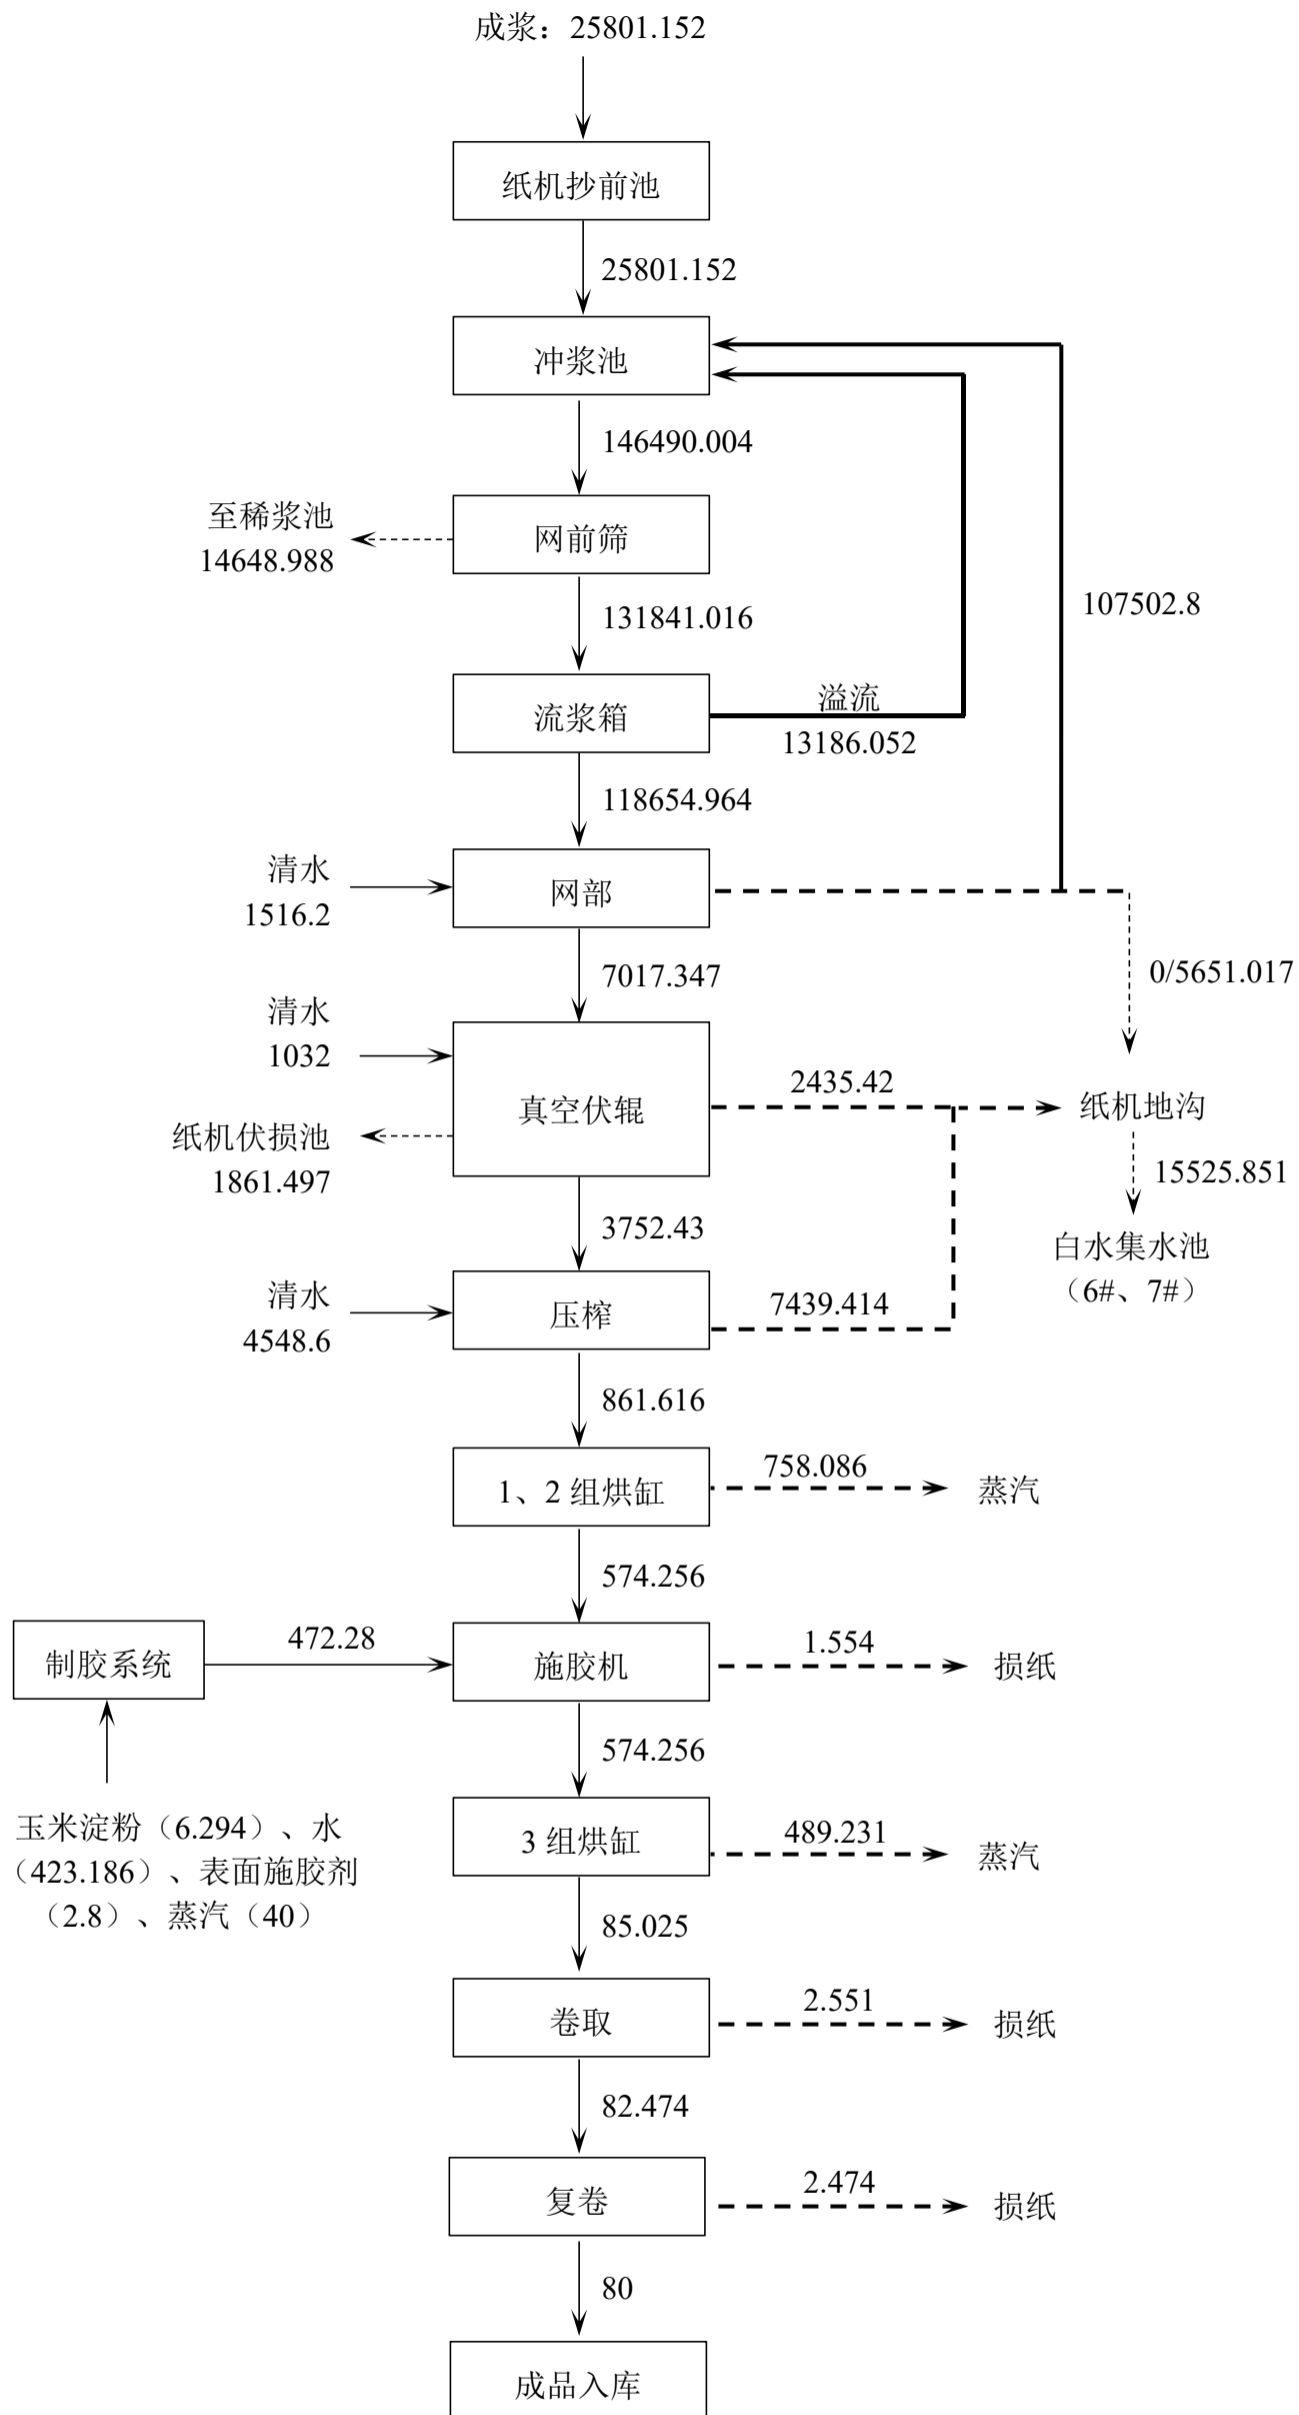 成浆：25801.152
纸机抄前池
25801.152
冲浆池
146490.004
至稀浆池
14648.988
网前筛
107502.8
131841.016
流浆箱
溢流
13186.052
118654.964
清水
1516.2
网部
7017.347
0/5651.017
清水
1032
真空伏辊
2435.42
纸机地沟
纸机伏损池
1861.497
15525.851
3752.43
白水集水池
（6#、7#）
清水
4548.6
压榨
7439.414
861.616
1、2 组烘缸
758.086
蒸汽
574.256
制胶系统
472.28
施胶机
1.554
损纸
574.256
玉米淀粉（6.294）、水
（423.186）、表面施胶剂
（2.8）、蒸汽（40）
3 组烘缸
489.231
蒸汽
85.025
卷取
2.551
损纸
82.474
复卷
2.474
损纸
80
成品入库